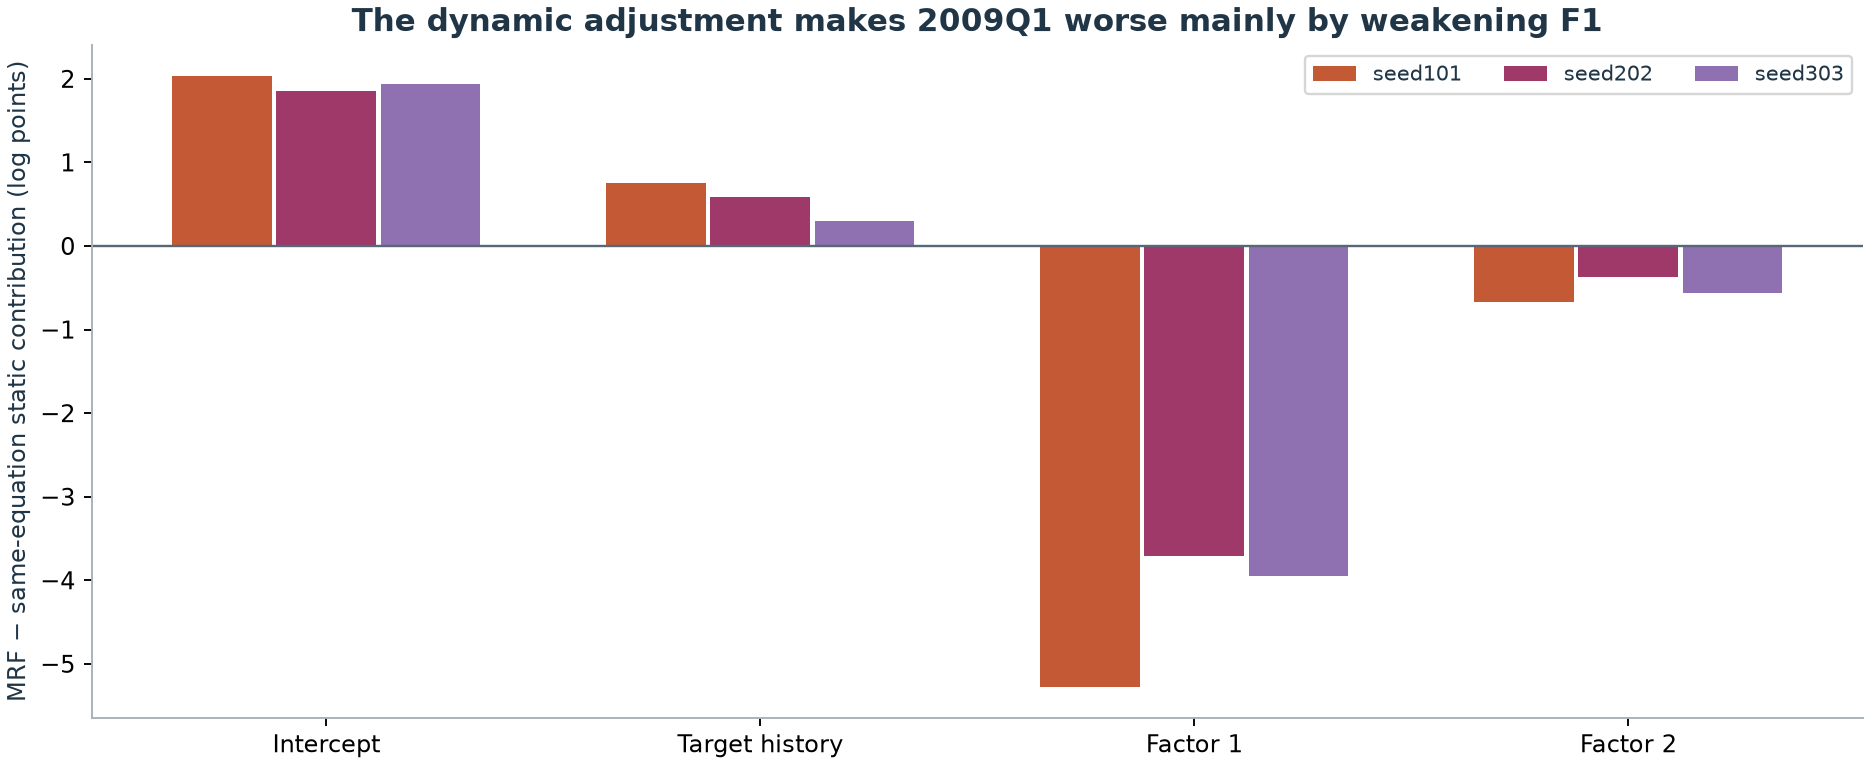 The dynamic adjustment makes 2009Q1 worse mainly by weakening F1
seed101 seed202 seed303
MRF − same-equation static contribution (log points)
2
1
0
−1
−2
−3
−4
−5
Intercept Target history Factor 1 Factor 2